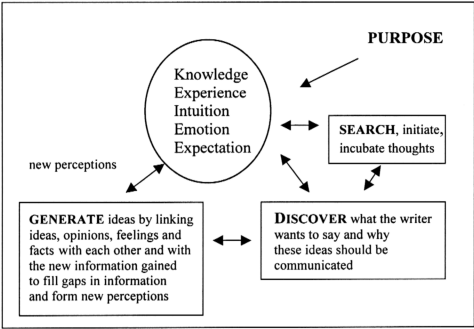 PURPOSE
Knowledge
Experience
Intuition
Emotion
Expectation
SEARCH, initiate,
incubate thoughts
new perceptions
GENERATE ideas by linking
ideas, opinions, feelings and
facts with each other and with
the new information gained
to fill gaps in information
and form new perceptions
DISCOVER what the writer
wants to say and why
these ideas should be
communicated